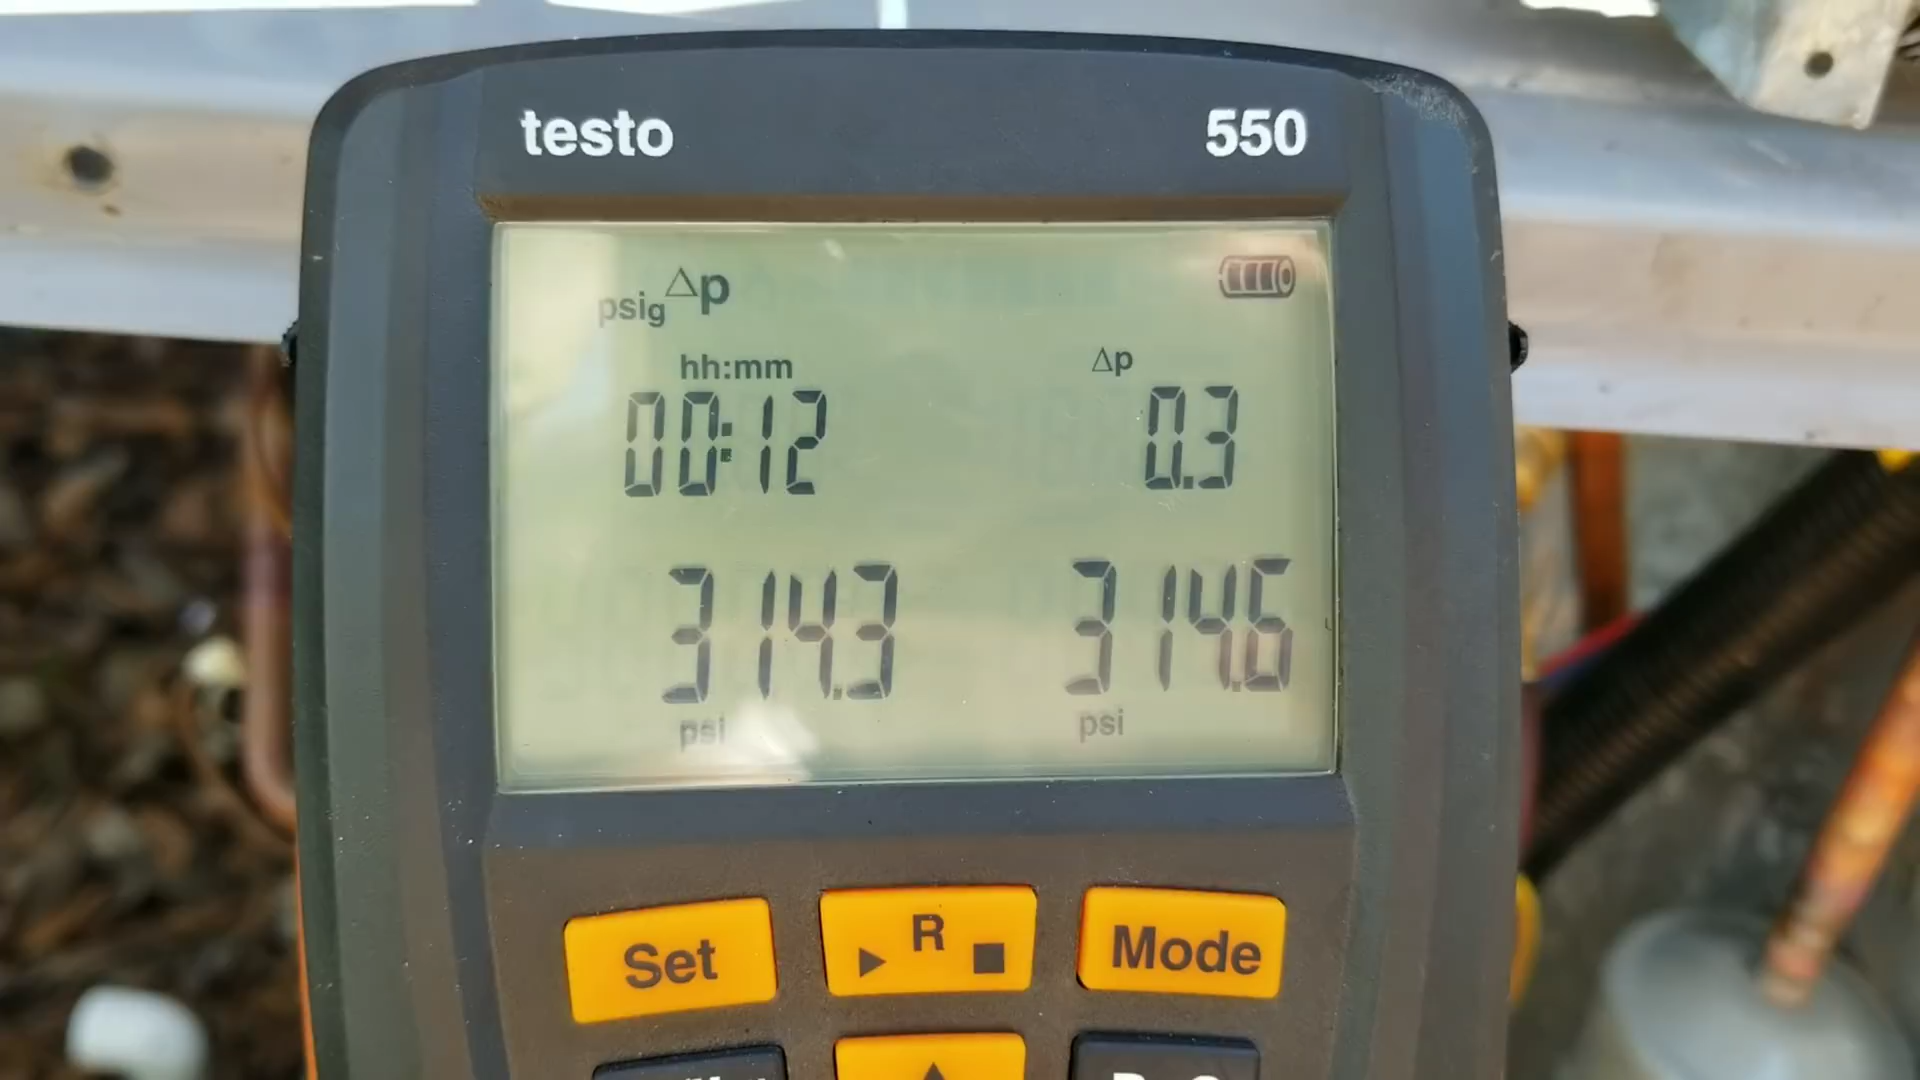 testo 550
psig Δp
hh:mm Δp
00:12 0.3
314.3 314.6
psi psi
Set R Mode